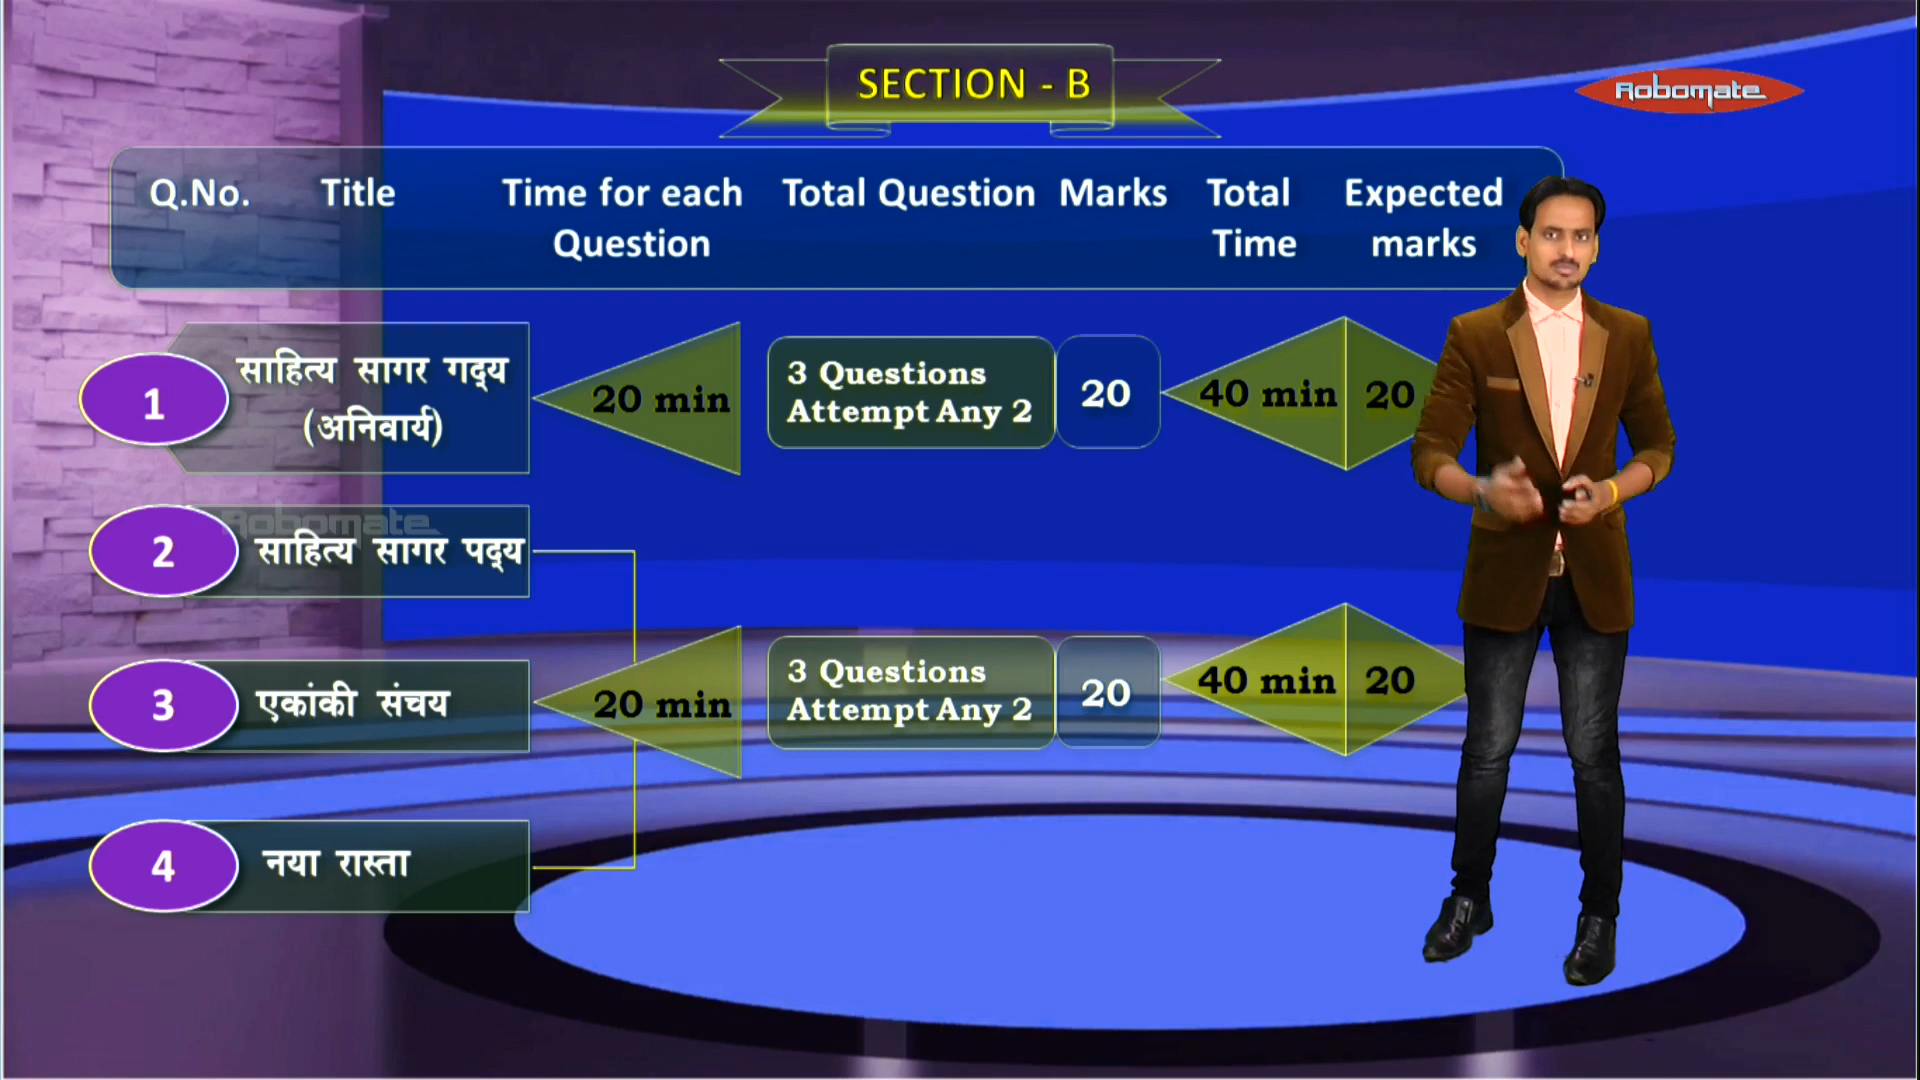 SECTION - B
Robomate
Q.No. Title Time for each Question Total Question Marks Total Time Expected marks
1
साहित्य सागर गद्य
(अनिवार्य)
20 min
3 Questions
Attempt Any 2
20
40 min
20
Robomate
2
साहित्य सागर पद्य
3
एकांकी संचय
20 min
3 Questions
Attempt Any 2
20
40 min
20
4
नया रास्ता